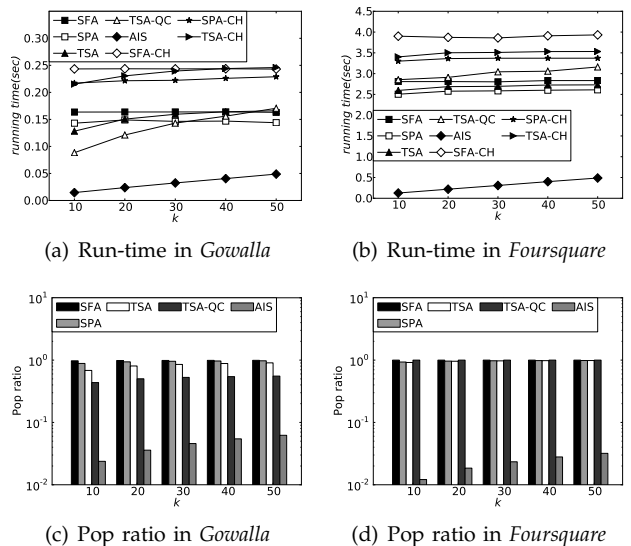 SFA TSA-QC SPA-CH
SPA AIS TSA-CH
TSA SFA-CH
running time(sec)
0.30
0.25
0.20
0.15
0.10
0.05
0.00
10 20 30 40 50
k
(a) Run-time in Gowalla
running time(sec)
4.5
4.0
3.5
3.0
2.5
2.0
1.5
1.0
0.5
0.0
SFA TSA-QC SPA-CH
SPA AIS TSA-CH
TSA SFA-CH
10 20 30 40 50
k
(b) Run-time in Foursquare
SFA TSA TSA-QC AIS
SPA
Pop ratio
10^1
10^0
10^-1
10^-2
10 20 30 40 50
k
(c) Pop ratio in Gowalla
SFA TSA TSA-QC AIS
SPA
Pop ratio
10^1
10^0
10^-1
10^-2
10 20 30 40 50
k
(d) Pop ratio in Foursquare